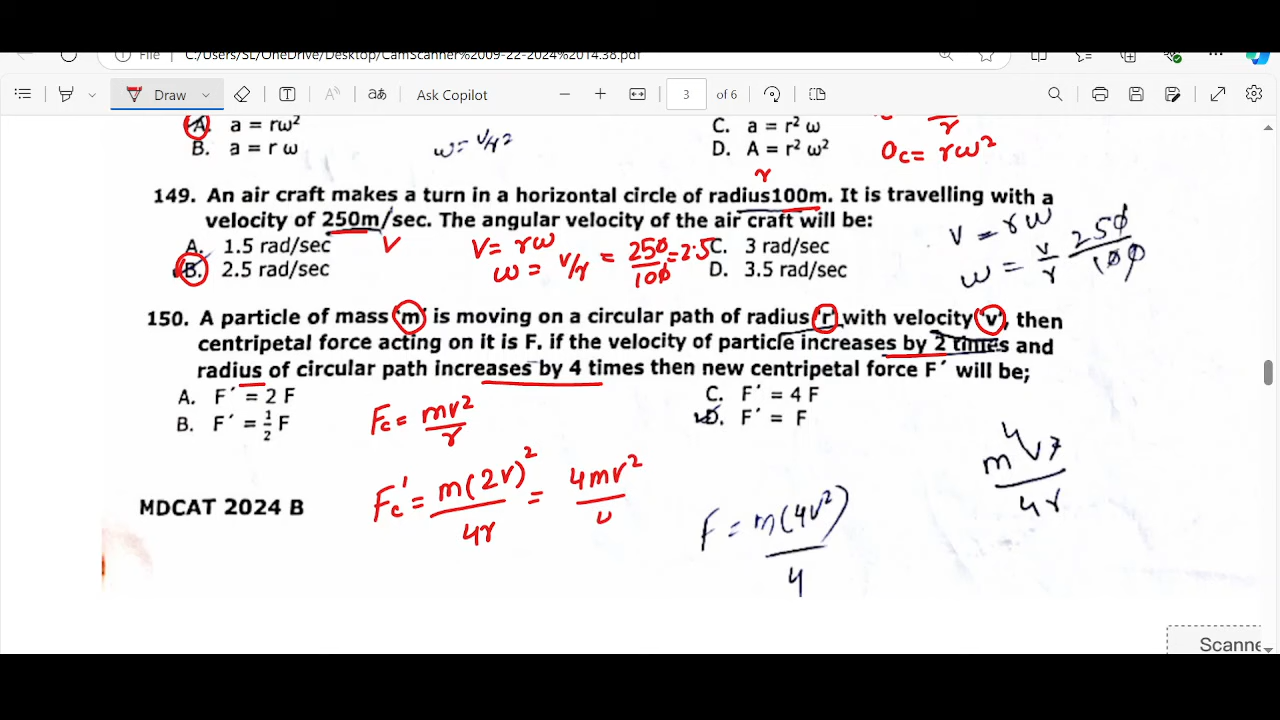 File | C:/Users/SL/OneDrive/Desktop/CamScanner%2009-22-2024%2014.38.pdf
Draw aあ Ask Copilot 3 of 6
A. a = rω²
B. a = r ω
C. a = r² ω
D. A = r² ω²
ω = v/r²
r
ac = rω²
r
149. An air craft makes a turn in a horizontal circle of radius100m. It is travelling with a
velocity of 250m/sec. The angular velocity of the air craft will be:
A. 1.5 rad/sec
B. 2.5 rad/sec
C. 3 rad/sec
D. 3.5 rad/sec
V
V = rω
ω = v/r = 250/100 = 2.5
v = rω
ω = v/r 250/100
150. A particle of mass 'm' is moving on a circular path of radius 'r' with velocity 'v', then
centripetal force acting on it is F. if the velocity of particle increases by 2 times and
radius of circular path increases by 4 times then new centripetal force F´ will be;
A. F´ = 2 F
B. F´ = ½ F
C. F´ = 4 F
D. F´ = F
Fc = mv²/r
Fc' = m(2v)²/4r = 4mv²
F = m(4v²)/4
4r
MDCAT 2024 B
Scanne